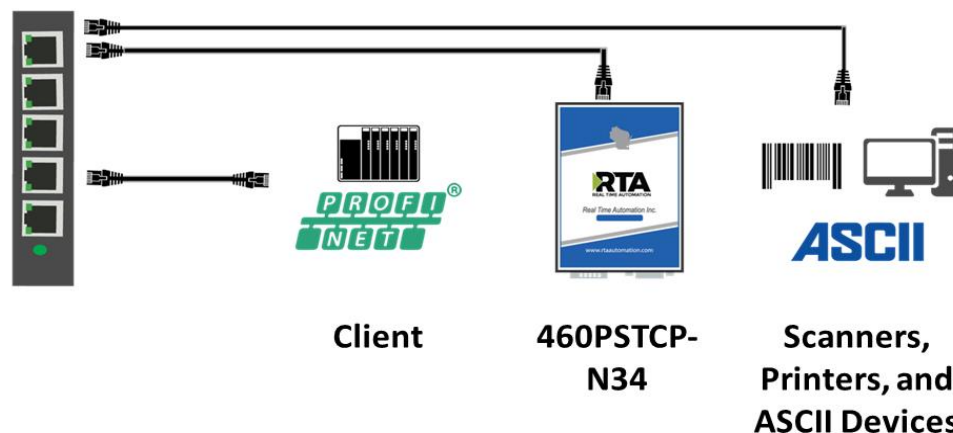 PROFI®
NET
RTA
REAL TIME AUTOMATION
Real Time Automation Inc.
www.rtaautomation.com
ASCII
Client
460PSTCP-
N34
Scanners,
Printers, and
ASCII Devices